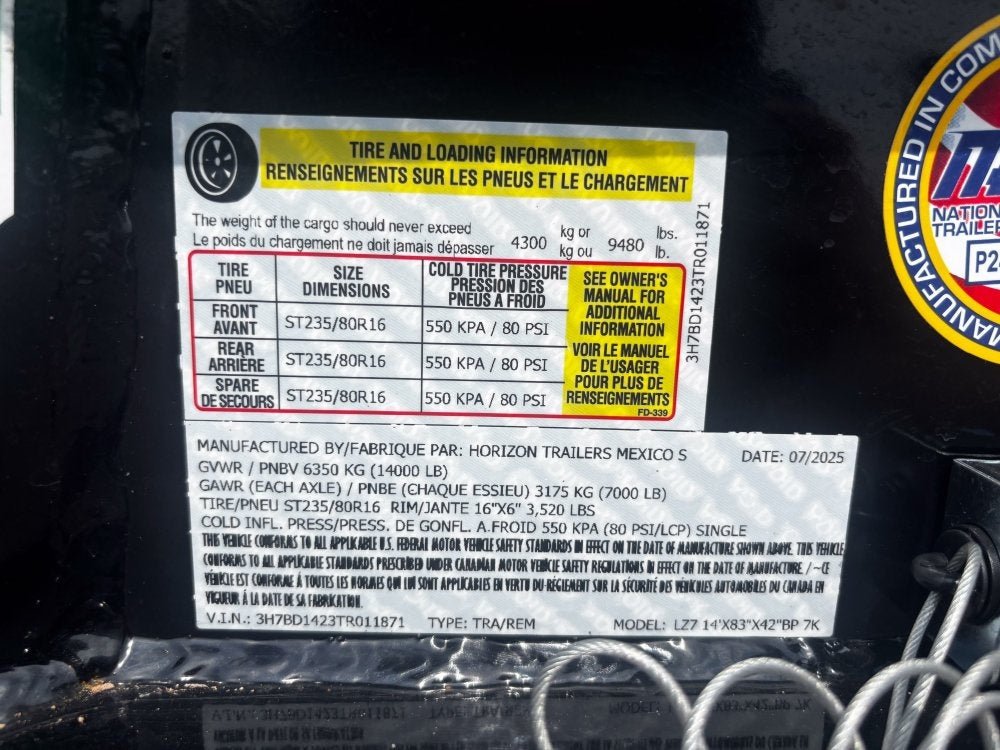 TIRE AND LOADING INFORMATION
RENSEIGNEMENTS SUR LES PNEUS ET LE CHARGEMENT
The weight of the cargo should never exceed
Le poids du chargement ne doit jamais dépasser
4300
kg or
kg ou
9480
lbs.
lb.
TIRE
PNEU
SIZE
DIMENSIONS
COLD TIRE PRESSURE
PRESSION DES
PNEUS A FROID
FRONT
AVANT
ST235/80R16
550 KPA / 80 PSI
REAR
ARRIÈRE
ST235/80R16
550 KPA / 80 PSI
SPARE
DE SECOURS
ST235/80R16
550 KPA / 80 PSI
SEE OWNER'S
MANUAL FOR
ADDITIONAL
INFORMATION
VOIR LE MANUEL
DE L'USAGER
POUR PLUS DE
RENSEIGNEMENTS
FD-339
3H7BD1423TR011871
MANUFACTURED BY/FABRIQUE PAR: HORIZON TRAILERS MEXICO S DATE: 07/2025
GVWR / PNBV 6350 KG (14000 LB)
GAWR (EACH AXLE) / PNBE (CHAQUE ESSIEU) 3175 KG (7000 LB)
TIRE/PNEU ST235/80R16 RIM/JANTE 16"X6" 3,520 LBS
COLD INFL. PRESS/PRESS. DE GONFL. A.FROID 550 KPA (80 PSI/LCP) SINGLE
THIS VEHICLE CONFORMS TO ALL APPLICABLE U.S. FEDERAL MOTOR VEHICLE SAFETY STANDARDS IN EFFECT ON THE DATE OF MANUFACTURE SHOWN ABOVE. THIS VEHICLE
CONFORMS TO ALL APPLICABLE STANDARDS PRESCRIBED UNDER CANADIAN MOTOR VEHICLE SAFETY REGULATIONS IN EFFECT ON THE DATE OF MANUFACTURE / ~CE
VÉHICLE EST CONFORME À TOUTES LES NORMES QUI LUI SONT APPLICABLES EN VERTU DU RÉGLEMENT SUR LA SÉCURITÉ DES VÉHICULES AUTOMOBILES DU CANADA EN
VIGUEUR À LA DATE DE SA FABRICATION.
V.I.N.: 3H7BD1423TR011871 TYPE: TRA/REM MODEL: LZ7 14'X83"X42"BP 7K
MANUFACTURED IN COM
NATION
TRAILE